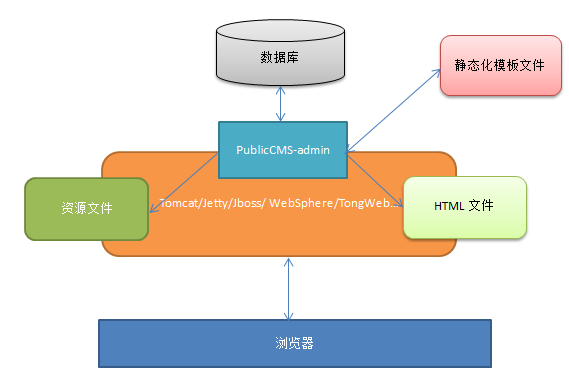 数据库
静态化模板文件
PublicCMS-admin
资源文件
Tomcat/Jetty/Jboss/ WebSphere/TongWeb...
HTML 文件
浏览器